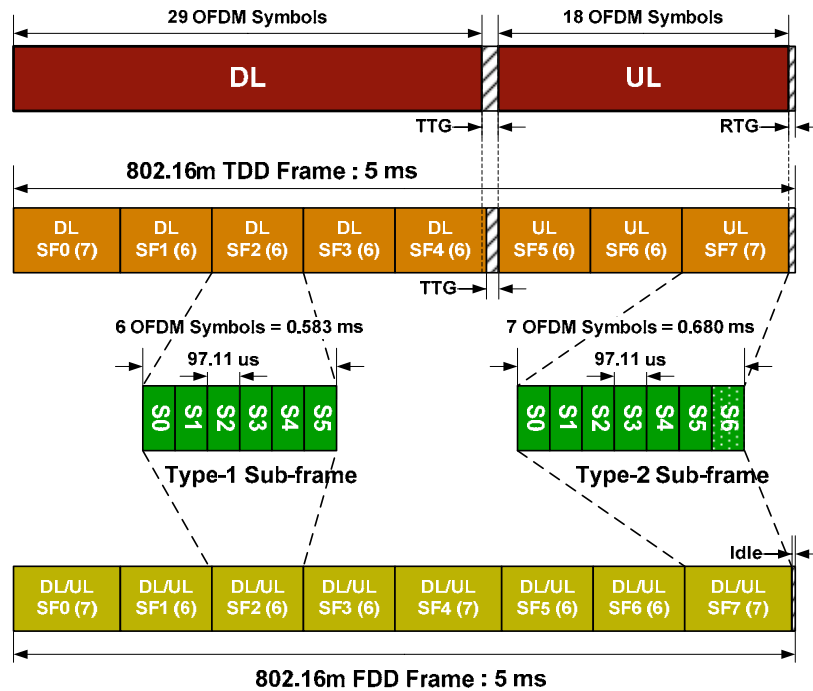 29 OFDM Symbols
18 OFDM Symbols
DL
UL
TTG
RTG
802.16m TDD Frame : 5 ms
DL
SF0 (7)
DL
SF1 (6)
DL
SF2 (6)
DL
SF3 (6)
DL
SF4 (6)
UL
SF5 (6)
UL
SF6 (6)
UL
SF7 (7)
TTG
6 OFDM Symbols = 0.583 ms
7 OFDM Symbols = 0.680 ms
97.11 us
97.11 us
S0
S1
S2
S3
S4
S5
S0
S1
S2
S3
S4
S5
S6
Type-1 Sub-frame
Type-2 Sub-frame
Idle
DL/UL
SF0 (7)
DL/UL
SF1 (6)
DL/UL
SF2 (6)
DL/UL
SF3 (6)
DL/UL
SF4 (7)
DL/UL
SF5 (6)
DL/UL
SF6 (6)
DL/UL
SF7 (7)
802.16m FDD Frame : 5 ms